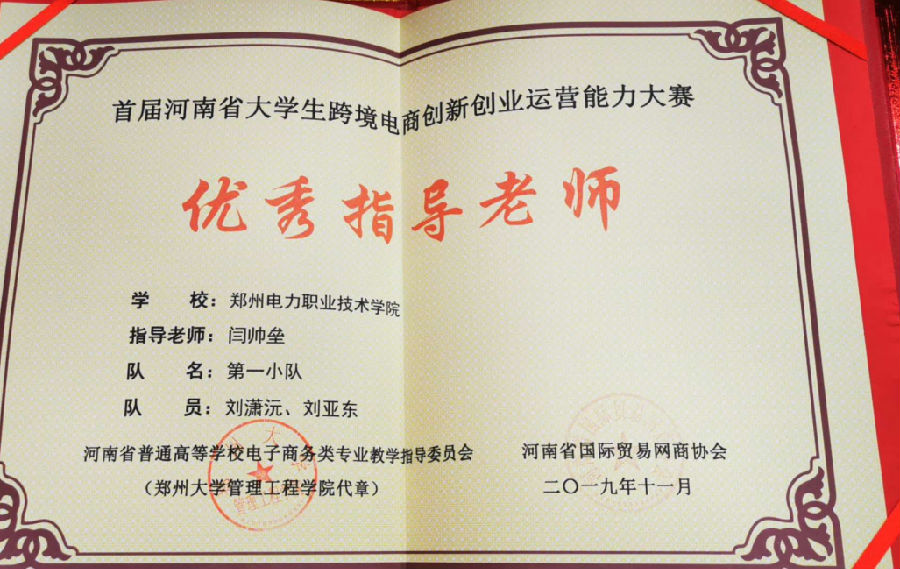 首届河南省大学生跨境电商创新创业运营能力大赛
优秀指导老师
学 校：郑州电力职业技术学院
指导老师：闫帅垒
队 名：第一小队
队 员：刘潇沅、刘亚东
河南省普通高等学校电子商务类专业教学指导委员会
（郑州大学管理工程学院代章）
河南省国际贸易网商协会
二〇一九年十一月